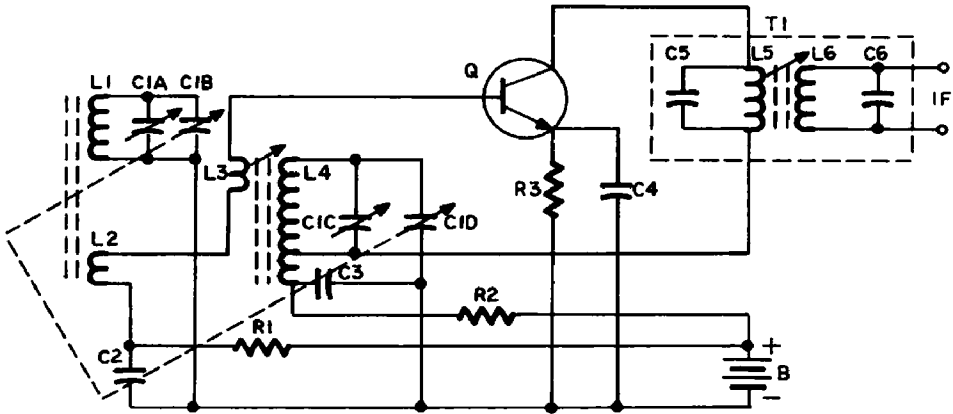 T1
C5
L5
L6
C6
Q
IF
L1
C1A
C1B
L3
L4
R3
C4
C1C
C1D
L2
C3
R2
R1
C2
+
B
−